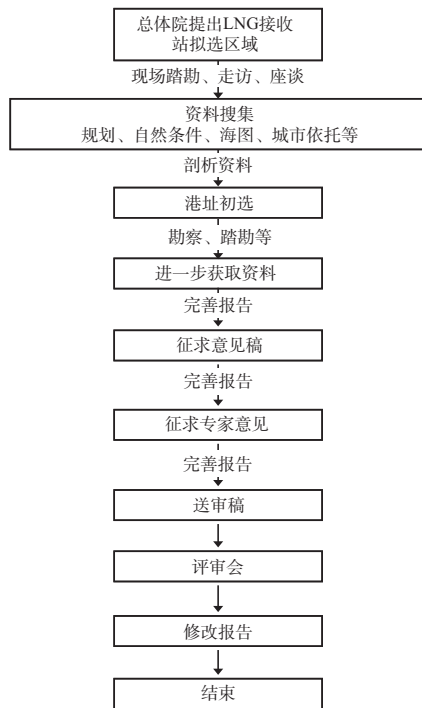 总体院提出LNG接收
站拟选区域
现场踏勘、走访、座谈
资料搜集
规划、自然条件、海图、城市依托等
剖析资料
港址初选
勘察、踏勘等
进一步获取资料
完善报告
征求意见稿
完善报告
征求专家意见
完善报告
送审稿
评审会
修改报告
结束